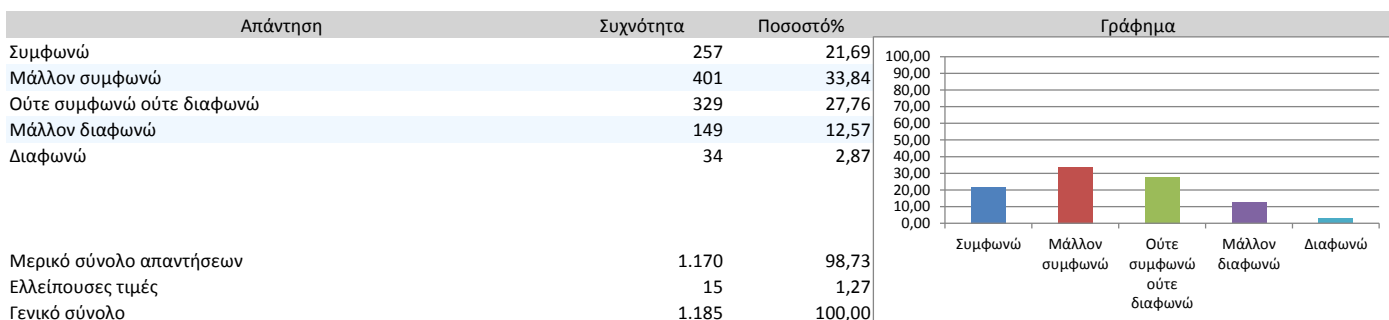 Απάντηση Συχνότητα Ποσοστό% Γράφημα
Συμφωνώ 257 21,69
Μάλλον συμφωνώ 401 33,84
Ούτε συμφωνώ ούτε διαφωνώ 329 27,76
Μάλλον διαφωνώ 149 12,57
Διαφωνώ 34 2,87
Μερικό σύνολο απαντήσεων 1.170 98,73
Ελλείπουσες τιμές 15 1,27
Γενικό σύνολο 1.185 100,00
100,00
90,00
80,00
70,00
60,00
50,00
40,00
30,00
20,00
10,00
0,00
Συμφωνώ Μάλλον Ούτε Μάλλον Διαφωνώ
συμφωνώ συμφωνώ διαφωνώ
ούτε
διαφωνώ